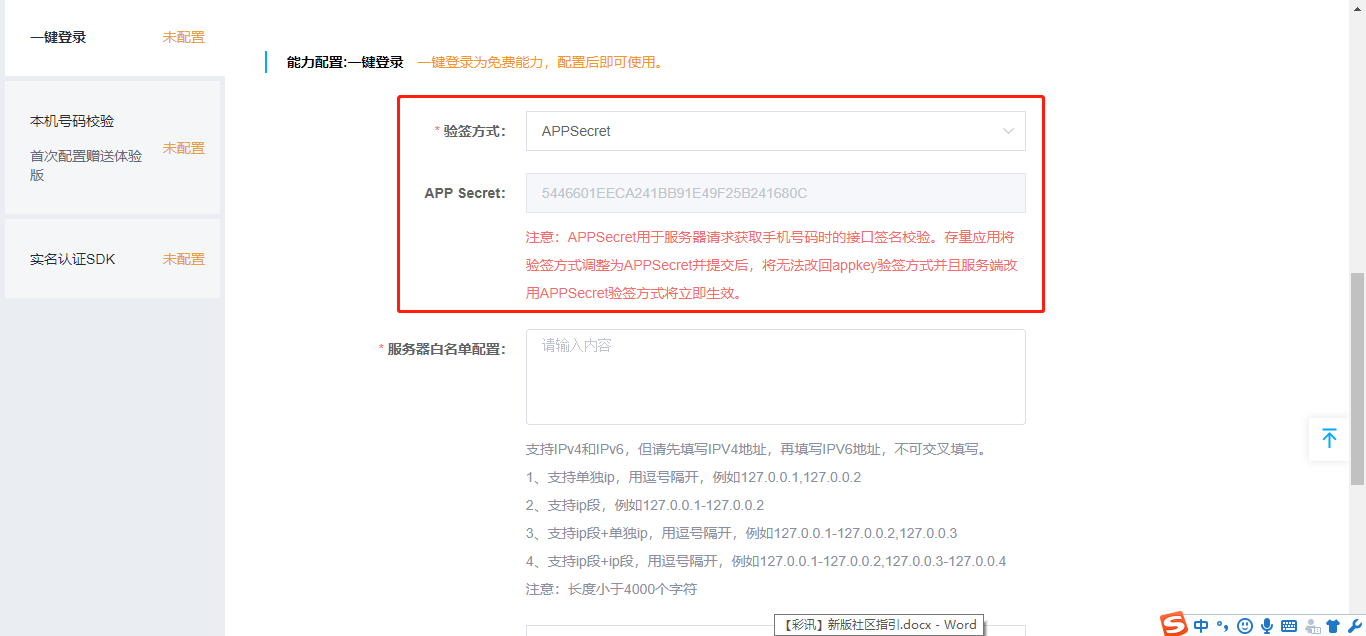 一键登录
未配置
本机号码校验
首次配置赠送体验
版
未配置
实名认证SDK
未配置
能力配置:一键登录 一键登录为免费能力，配置后即可使用。
* 验签方式：
APPSecret
APP Secret:
5446601EECA241BB91E49F25B241680C
注意：APPSecret用于服务器请求获取手机号码时的接口签名校验。存量应用将
验签方式调整为APPSecret并提交后，将无法改回appkey验签方式并且服务端改
用APPSecret验签方式将立即生效。
* 服务器白名单配置：
请输入内容
支持IPv4和IPv6，但请先填写IPV4地址，再填写IPV6地址，不可交叉填写。
1、支持单独ip，用逗号隔开，例如127.0.0.1,127.0.0.2
2、支持ip段，例如127.0.0.1-127.0.0.2
3、支持ip段+单独ip，用逗号隔开，例如127.0.0.1-127.0.0.2,127.0.0.3
4、支持ip段+ip段，用逗号隔开，例如127.0.0.1-127.0.0.2,127.0.0.3-127.0.0.4
注意：长度小于4000个字符
【彩讯】新版社区指引.docx - Word
S 中